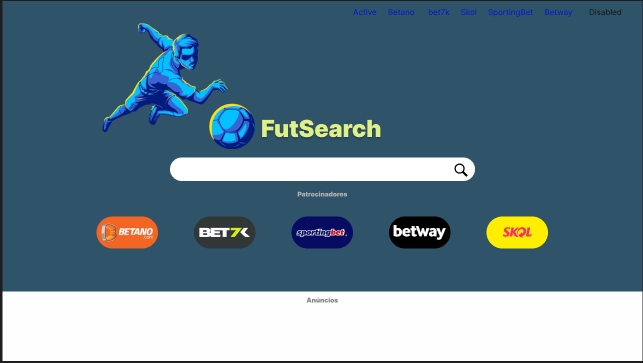 Active Betano bet7k Skol SportingBet Betway Disabled
FutSearch
Patrocinadores
BETANO.com BET7K sportingbet. betway SKOL
Anúncios